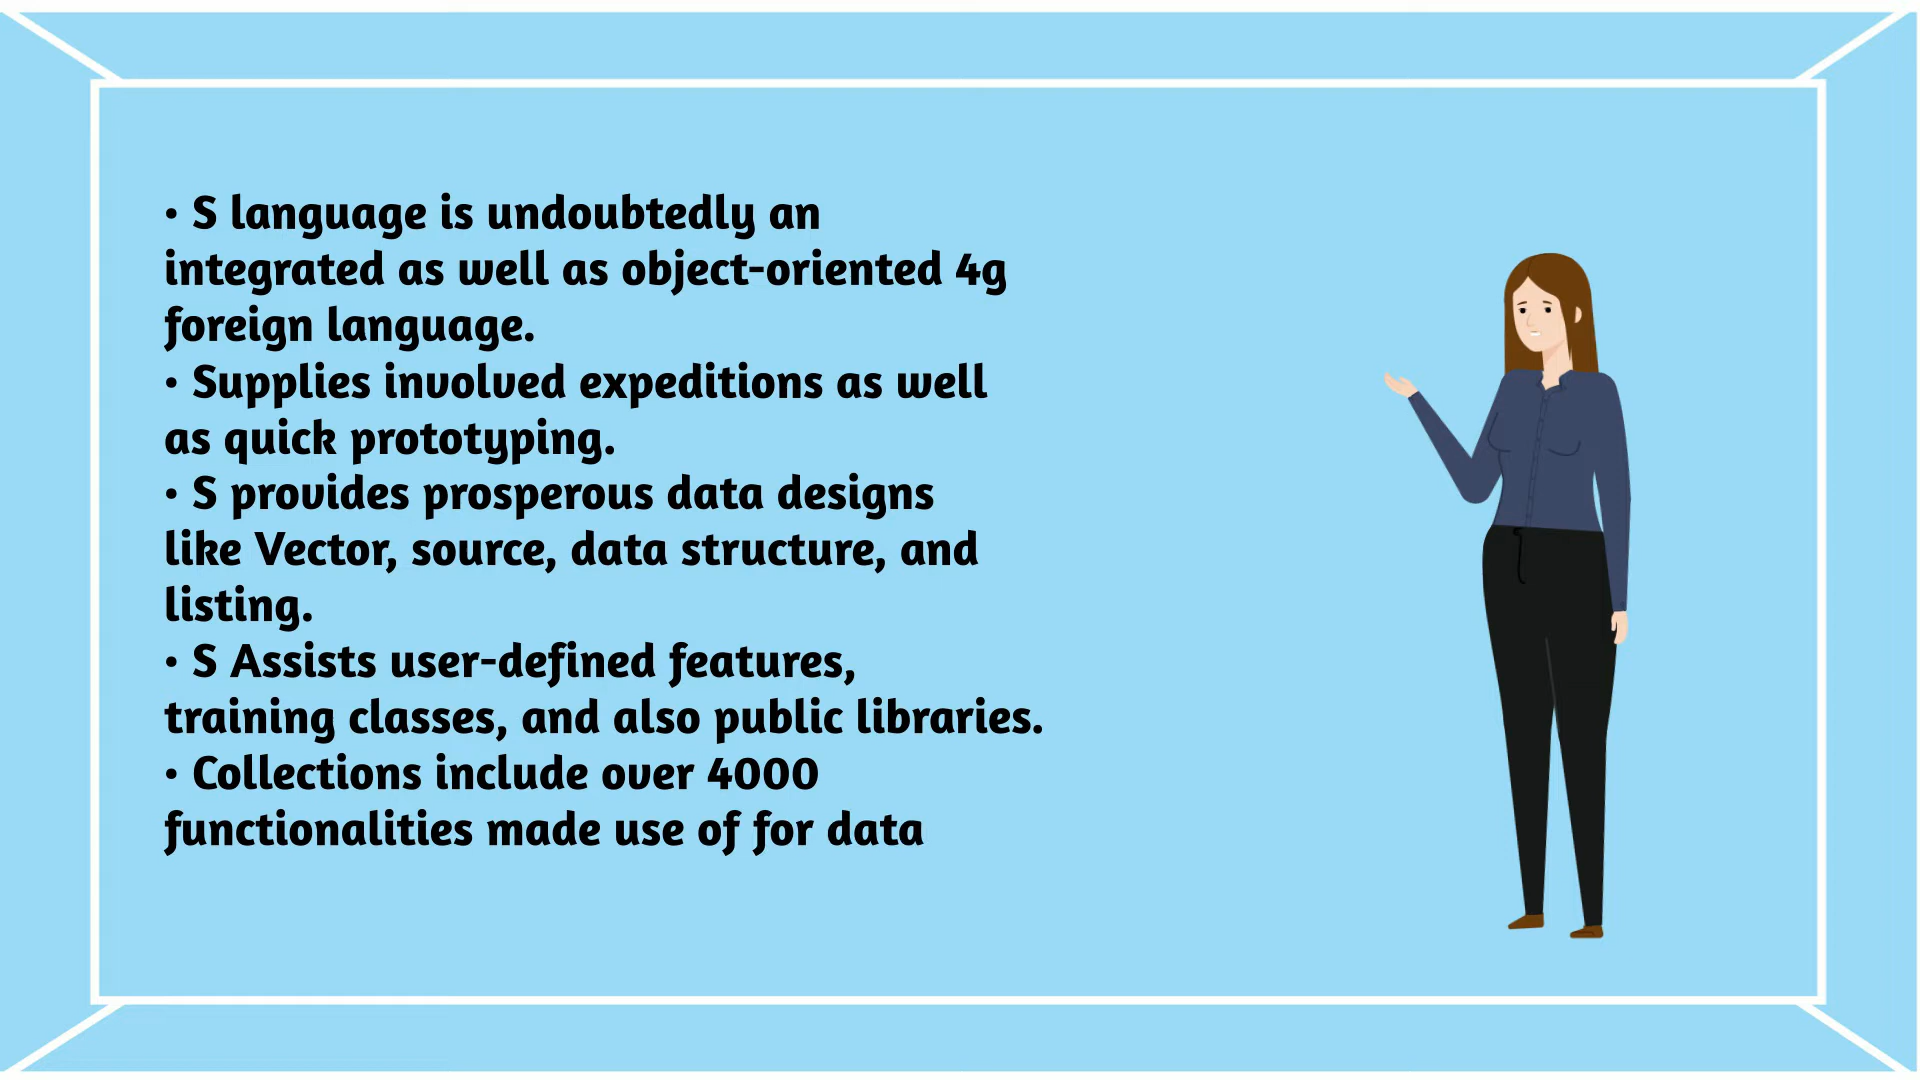 • S language is undoubtedly an
integrated as well as object-oriented 4g
foreign language.
• Supplies involved expeditions as well
as quick prototyping.
• S provides prosperous data designs
like Vector, source, data structure, and
listing.
• S Assists user-defined features,
training classes, and also public libraries.
• Collections include over 4000
functionalities made use of for data